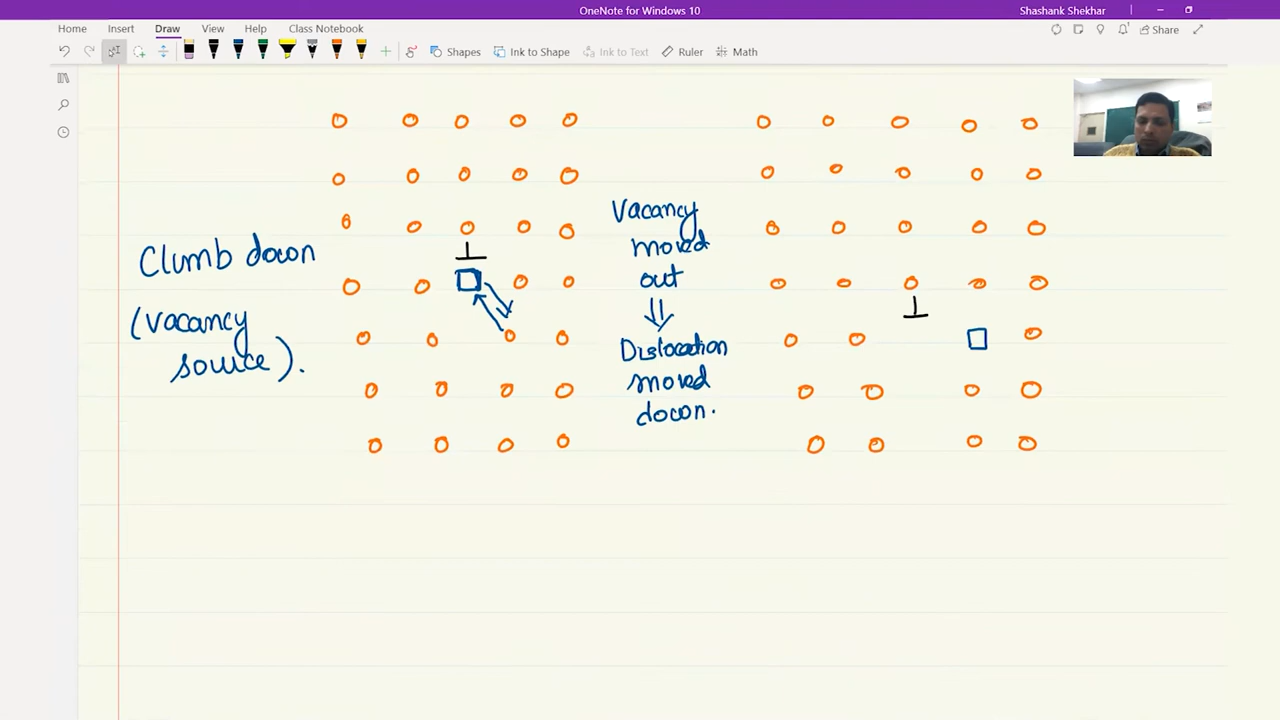 OneNote for Windows 10
Shashank Shekhar
Home Insert Draw View Help Class Notebook
Share
Shapes Ink to Shape Ink to Text Ruler Math
Climb down
(vacancy
source).
Vacancy
moved
out
⇓
Dislocation
moved
down.
⊥
⊥